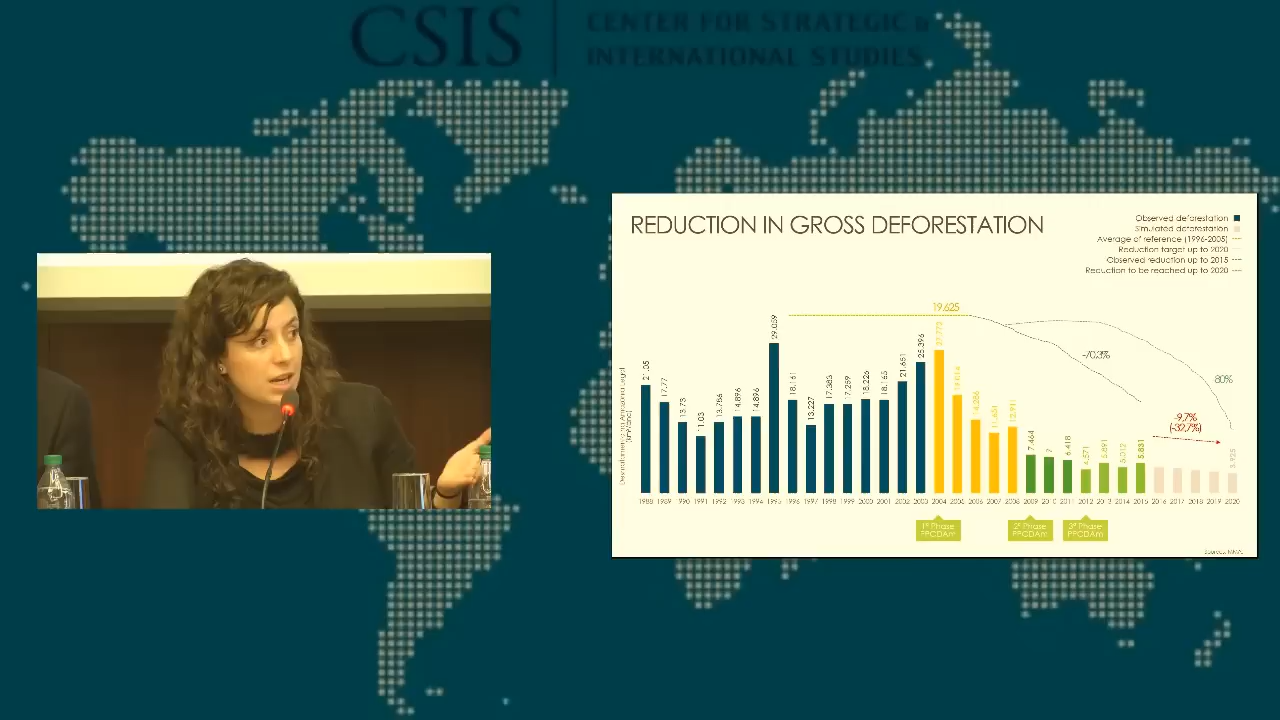 CSIS
CENTER FOR STRATEGIC &
INTERNATIONAL STUDIES
REDUCTION IN GROSS DEFORESTATION
Observed deforestation
Simulated deforestation
Average of reference (1996-2005)
Reduction target up to 2020
Observed reduction up to 2015
Reduction to be reached up to 2020
19.625
29.059
27.772
25.396
21.651
18.161
13.227
17.383
17.259
18.226
18.165
13.73
13.786
14.896
14.896
7.464
7
6.418
4.571
5.891
5.012
5.831
-70,3%
80%
-9,7%
1988 1989 1990 1991 1992 1993 1994 1995 1996 1997 1998 1999 2000 2001 2002 2003 2004 2005 2006 2007 2008 2009 2010 2011 2012 2013 2014 2015 2016 2017 2018 2019 2020
1ª Phase
PPCDAm
2ª Phase
PPCDAm
3ª Phase
PPCDAm